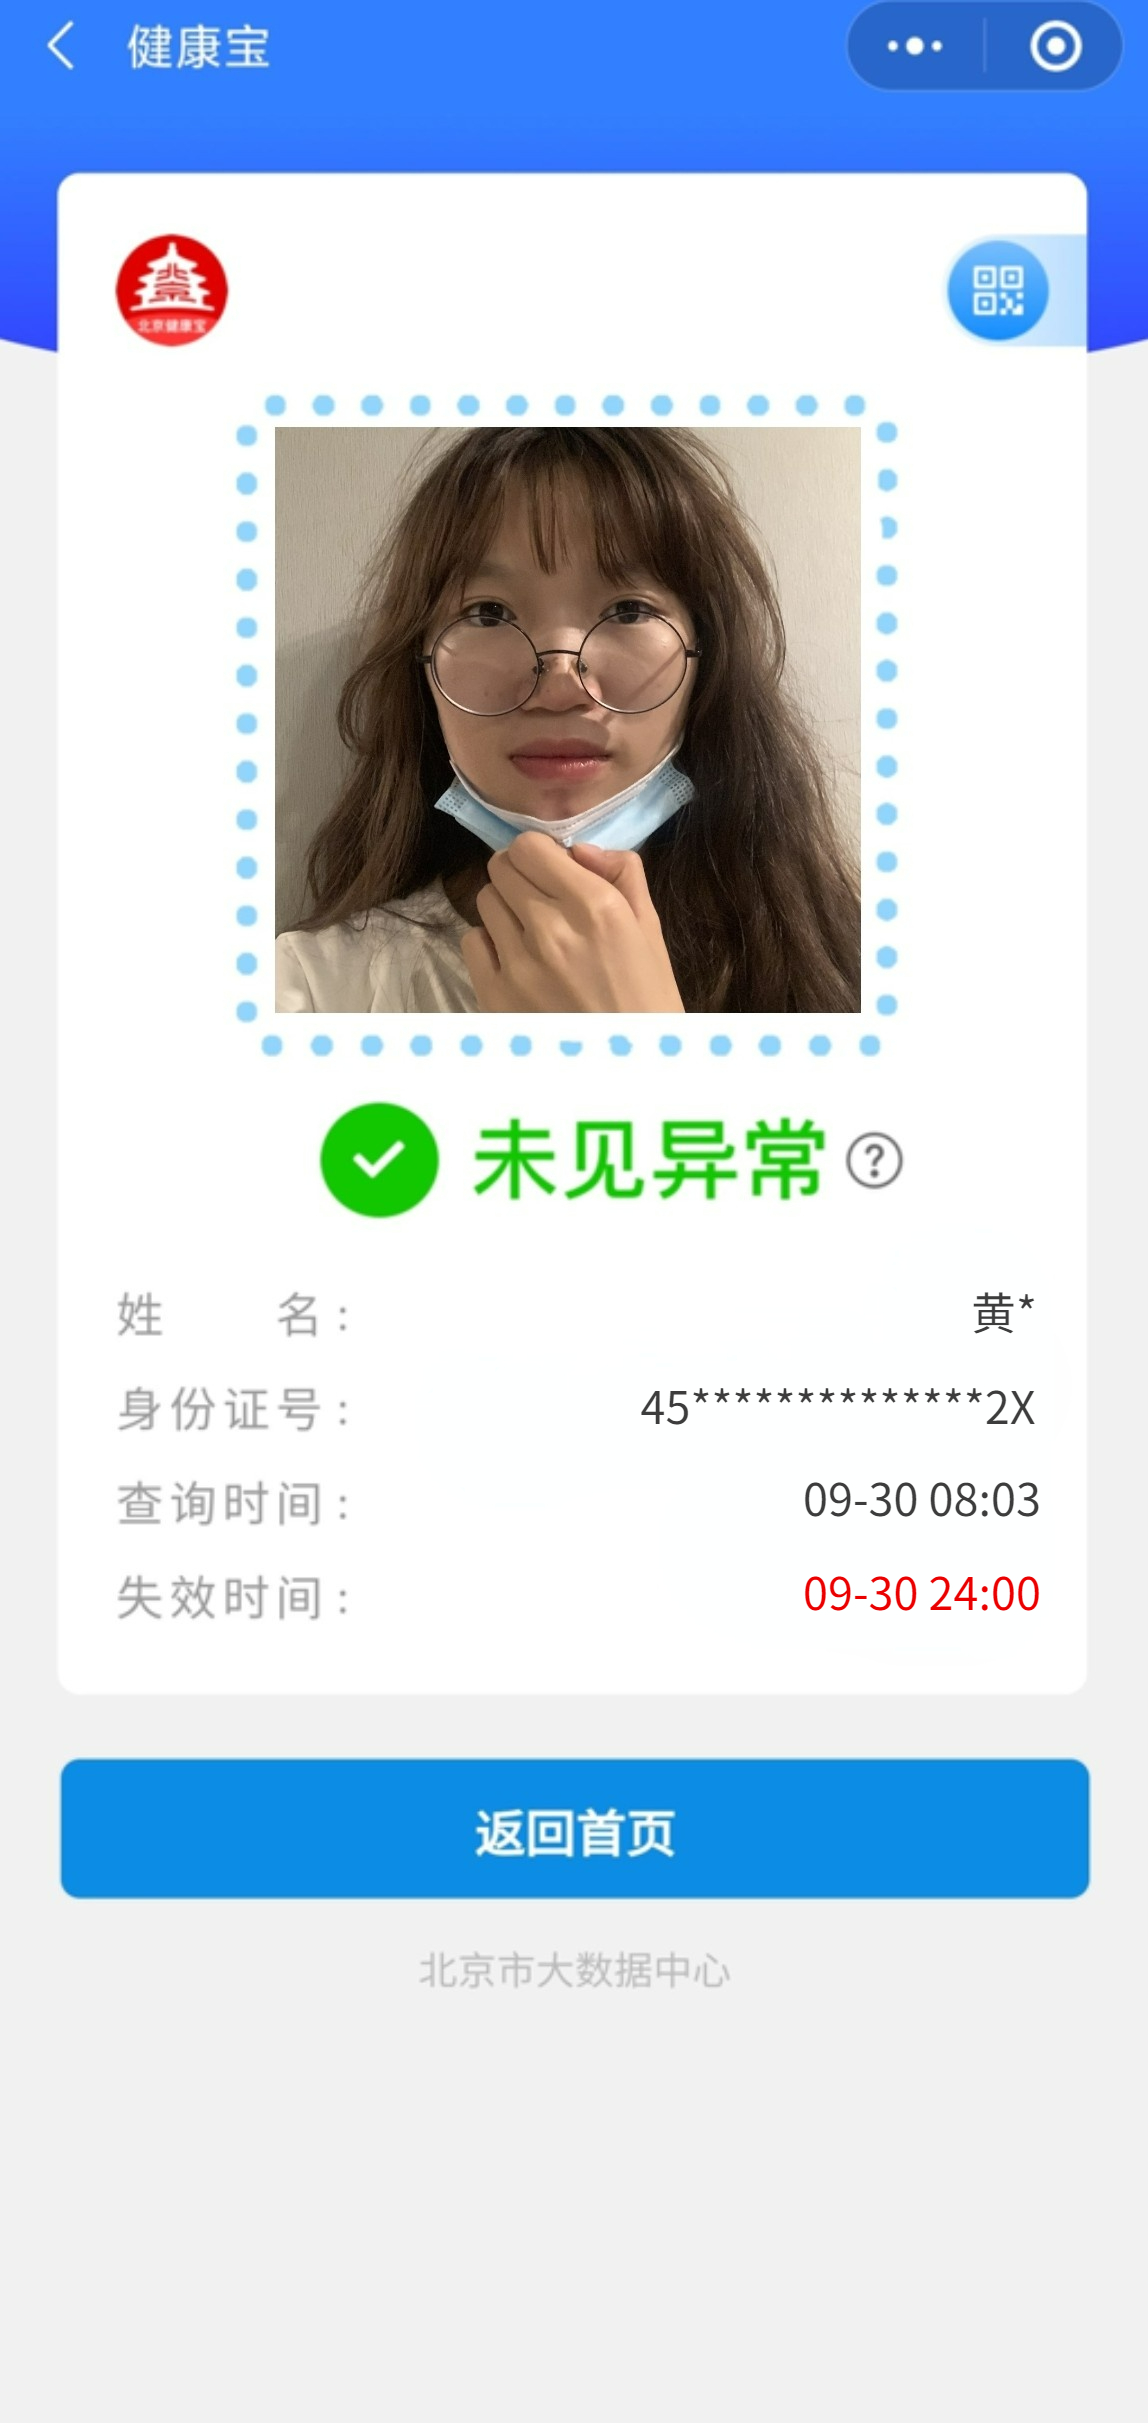 健康宝
北京
北京健康宝
未见异常?
姓名： 黄*
身份证号： 45**************2X
查询时间： 09-30 08:03
失效时间： 09-30 24:00
返回首页
北京市大数据中心